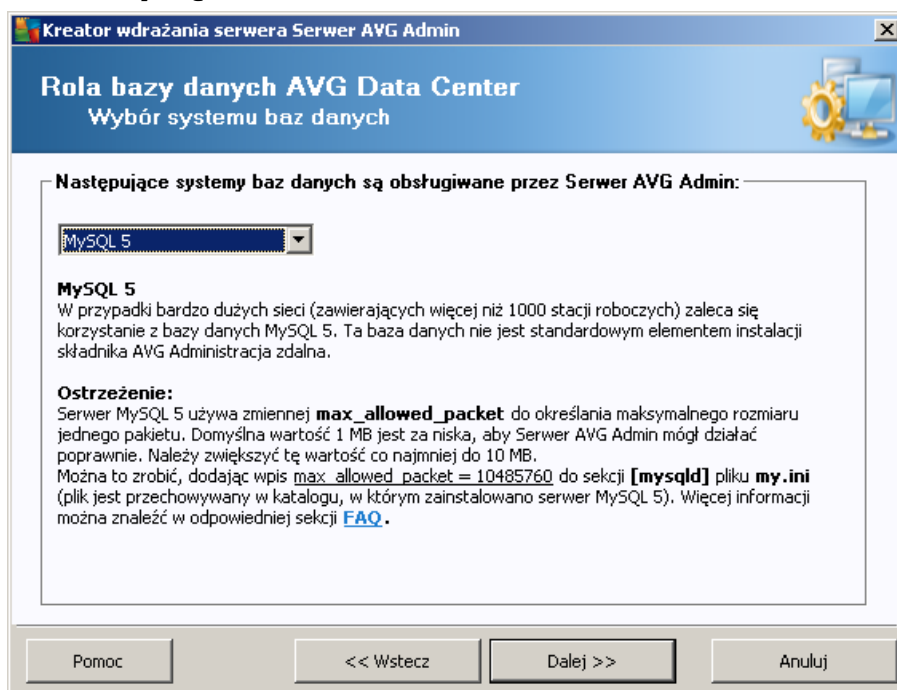 Kreator wdrażania serwera Serwer AVG Admin
Rola bazy danych AVG Data Center
Wybór systemu baz danych
Następujące systemy baz danych są obsługiwane przez Serwer AVG Admin:
MySQL 5
MySQL 5
W przypadki bardzo dużych sieci (zawierających więcej niż 1000 stacji roboczych) zaleca się
korzystanie z bazy danych MySQL 5. Ta baza danych nie jest standardowym elementem instalacji
składnika AVG Administracja zdalna.
Ostrzeżenie:
Serwer MySQL 5 używa zmiennej max_allowed_packet do określania maksymalnego rozmiaru
jednego pakietu. Domyślna wartość 1 MB jest za niska, aby Serwer AVG Admin mógł działać
poprawnie. Należy zwiększyć tę wartość co najmniej do 10 MB.
Można to zrobić, dodając wpis max_allowed_packet = 10485760 do sekcji [mysqld] pliku my.ini
(plik jest przechowywany w katalogu, w którym zainstalowano serwer MySQL 5). Więcej informacji
można znaleźć w odpowiedniej sekcji FAQ.
Pomoc
<< Wstecz
Dalej >>
Anuluj